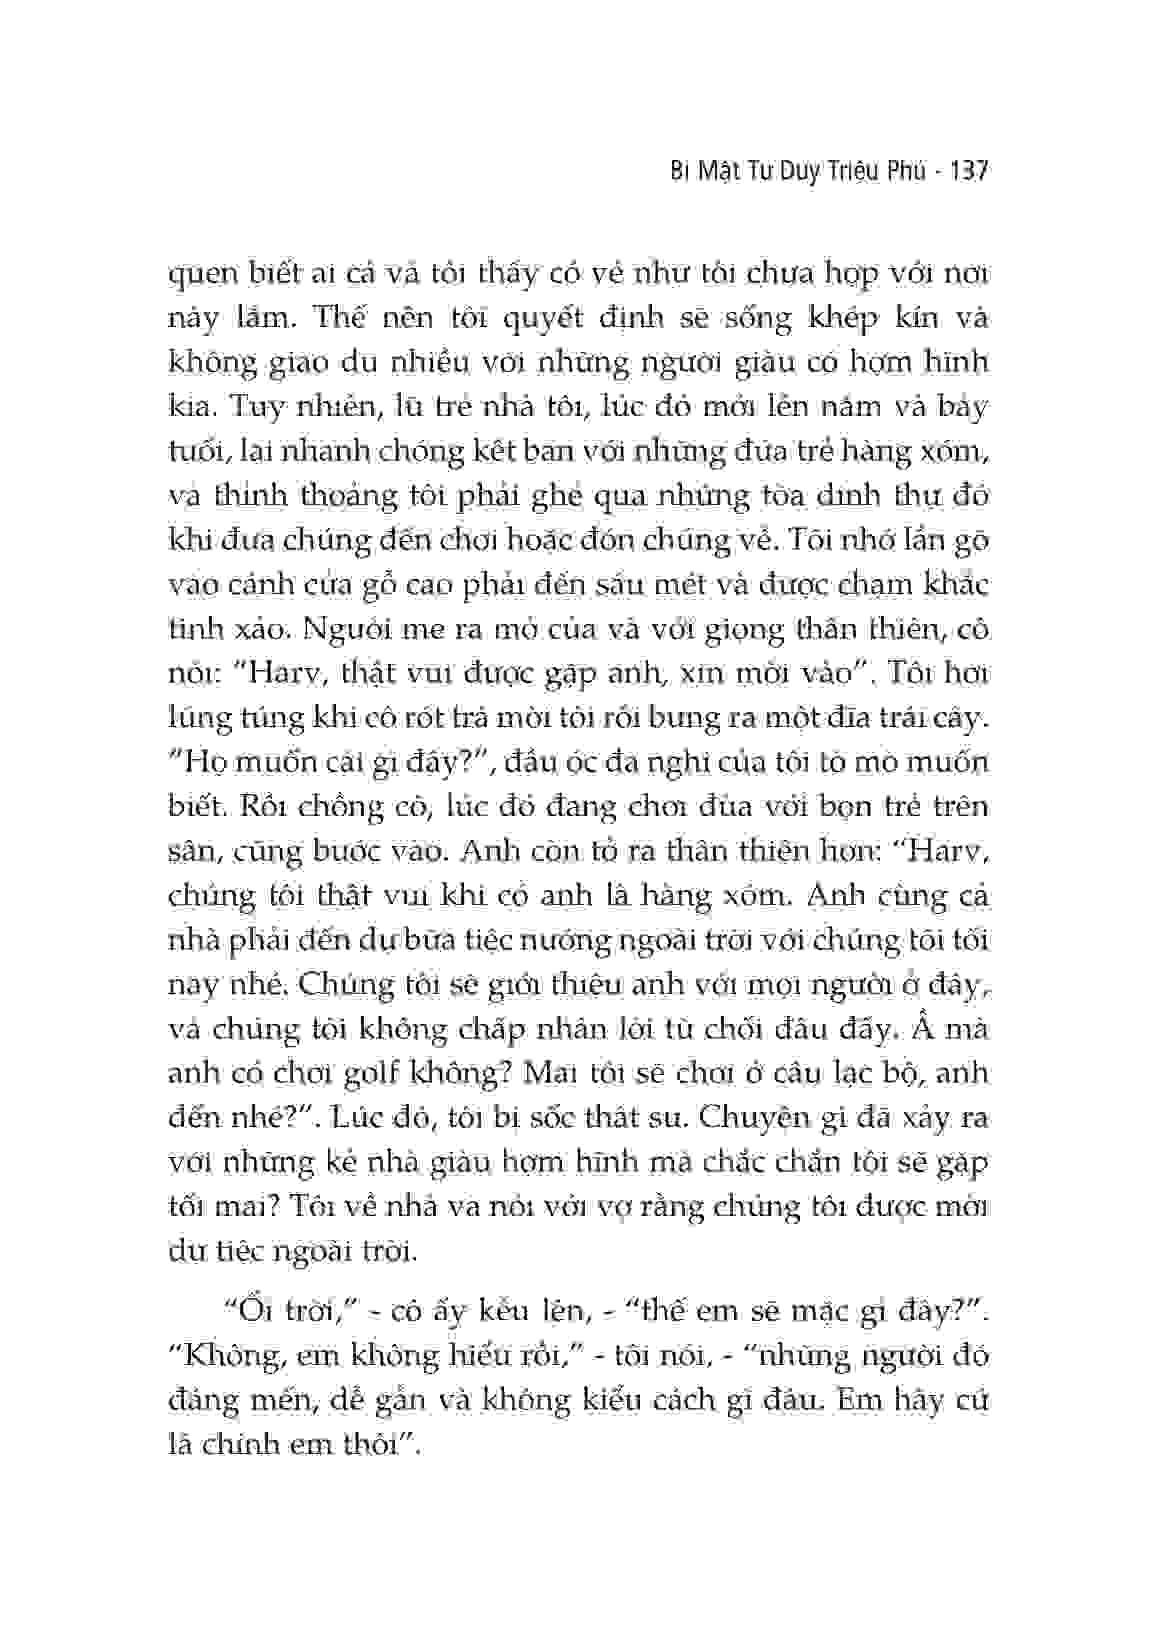 Bí Mật Tư Duy Triệu Phú - 137
quen biết ai cả và tôi thấy có vẻ như tôi chưa hợp với nơi
này lắm. Thế nên tôi quyết định sẽ sống khép kín và
không giao du nhiều với những người giàu có hợm hĩnh
kia. Tuy nhiên, lũ trẻ nhà tôi, lúc đó mới lên năm và bảy
tuổi, lại nhanh chóng kết bạn với những đứa trẻ hàng xóm,
và thỉnh thoảng tôi phải ghé qua những tòa dinh thự đó
khi đưa chúng đến chơi hoặc đón chúng về. Tôi nhớ lần gõ
vào cánh cửa gỗ cao phải đến sáu mét và được chạm khắc
tinh xảo. Người mẹ ra mở cửa và với giọng thân thiện, cô
nói: “Harv, thật vui được gặp anh, xin mời vào”. Tôi hơi
lúng túng khi cô rót trà mời tôi rồi bưng ra một đĩa trái cây.
“Họ muốn cái gì đây?”, đầu óc đa nghi của tôi tò mò muốn
biết. Rồi chồng cô, lúc đó đang chơi đùa với bọn trẻ trên
sân, cũng bước vào. Anh còn tỏ ra thân thiện hơn: “Harv,
chúng tôi thật vui khi có anh là hàng xóm. Anh cùng cả
nhà phải đến dự bữa tiệc nướng ngoài trời với chúng tôi tối
nay nhé. Chúng tôi sẽ giới thiệu anh với mọi người ở đây,
và chúng tôi không chấp nhận lời từ chối đâu đấy. À mà
anh có chơi golf không? Mai tôi sẽ chơi ở câu lạc bộ, anh
đến nhé?”. Lúc đó, tôi bị sốc thật sự. Chuyện gì đã xảy ra
với những kẻ nhà giàu hợm hĩnh mà chắc chắn tôi sẽ gặp
tối mai? Tôi về nhà và nói với vợ rằng chúng tôi được mời
dự tiệc ngoài trời.
“Ối trời,” - cô ấy kêu lên, - “thế em sẽ mặc gì đây?”.
“Không, em không hiểu rồi,” - tôi nói, - “những người đó
đáng mến, dễ gần và không kiểu cách gì đâu. Em hãy cứ
là chính em thôi”.